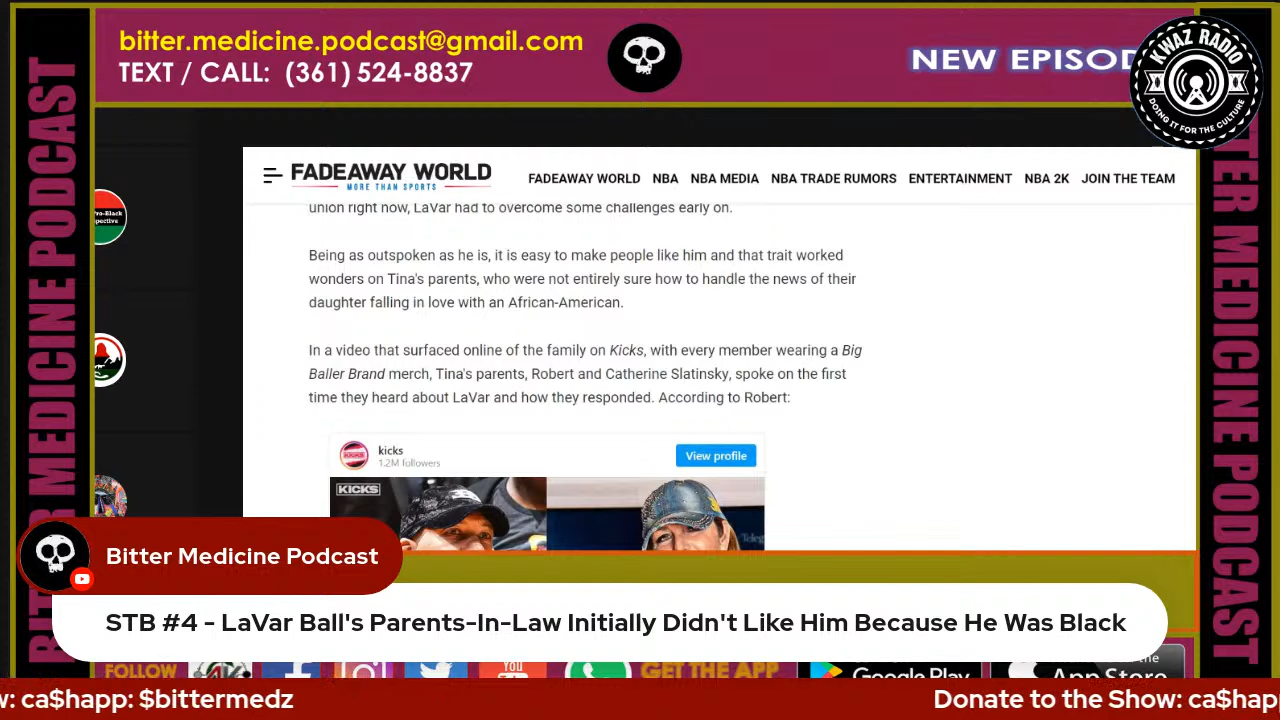 bitter.medicine.podcast@gmail.com
TEXT / CALL: (361) 524-8837
NEW EPISOD
KWAZ RADIO
DOING IT FOR THE CULTURE
BITTER MEDICINE PODCAST
TER MEDICINE PODCAST
FADEAWAY WORLD
MORE THAN SPORTS
FADEAWAY WORLD NBA NBA MEDIA NBA TRADE RUMORS ENTERTAINMENT NBA 2K JOIN THE TEAM
union right now, LaVar had to overcome some challenges early on.
Being as outspoken as he is, it is easy to make people like him and that trait worked
wonders on Tina's parents, who were not entirely sure how to handle the news of their
daughter falling in love with an African-American.
In a video that surfaced online of the family on Kicks, with every member wearing a Big
Baller Brand merch, Tina's parents, Robert and Catherine Slatinsky, spoke on the first
time they heard about LaVar and how they responded. According to Robert:
kicks
1.2M followers
View profile
KICKS
Bitter Medicine Podcast
STB #4 - LaVar Ball's Parents-In-Law Initially Didn't Like Him Because He Was Black
FOLLOW
You
GET THE APP
Google Play
App Store
w: ca$happ: $bittermedz
Donate to the Show: ca$happ